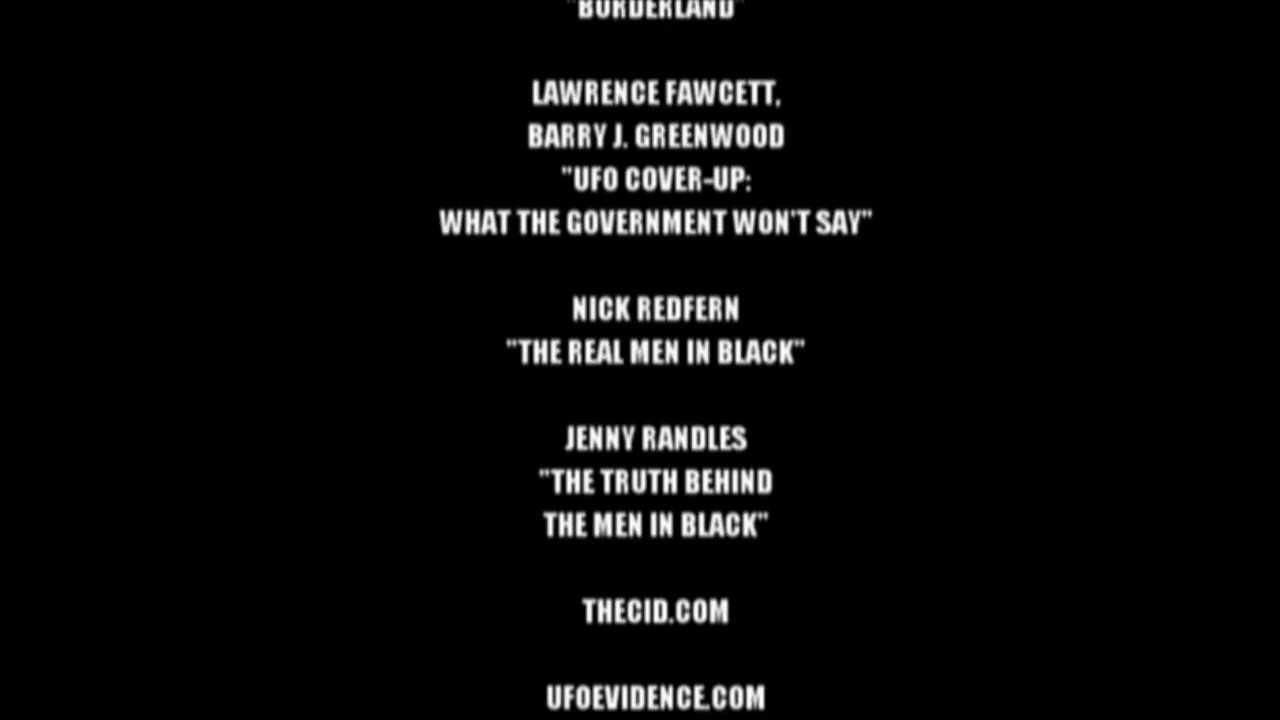 "BORDERLAND"
LAWRENCE FAWCETT,
BARRY J. GREENWOOD
"UFO COVER-UP:
WHAT THE GOVERNMENT WON'T SAY"
NICK REDFERN
"THE REAL MEN IN BLACK"
JENNY RANDLES
"THE TRUTH BEHIND
THE MEN IN BLACK"
THECID.COM
UFOEVIDENCE.COM